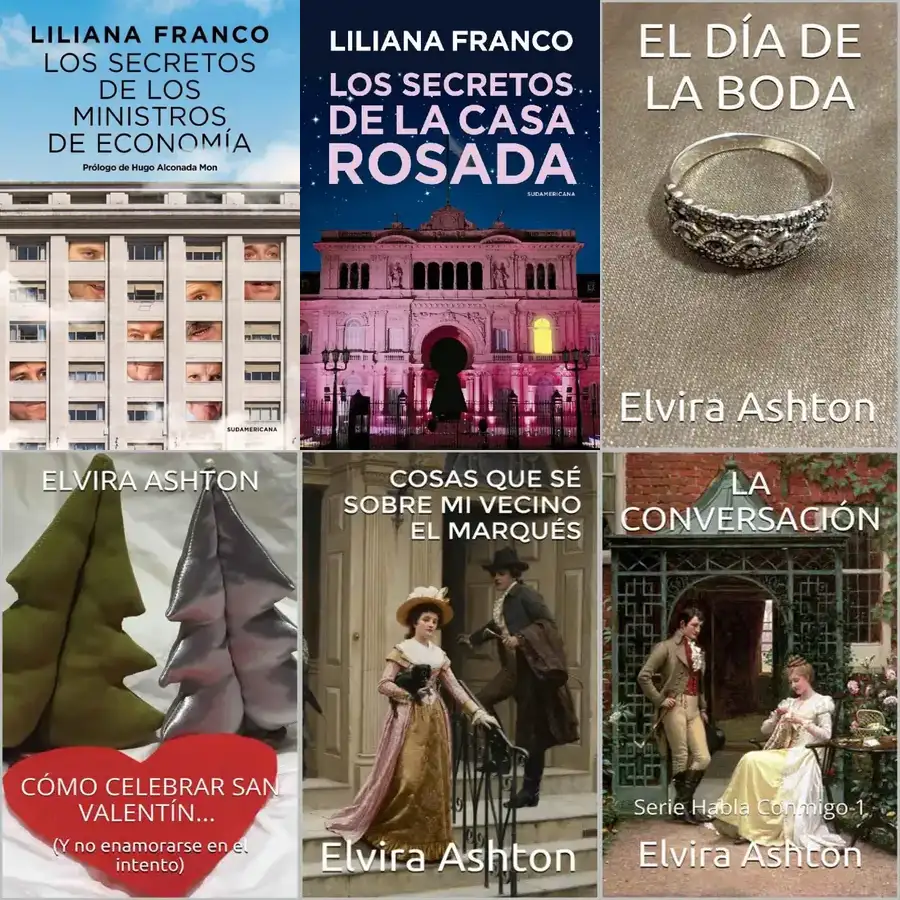 LILIANA FRANCO
LOS SECRETOS
DE LOS
MINISTROS
DE ECONOMÍA
Prólogo de Hugo Alconada Mon
SUDAMERICANA
LILIANA FRANCO
LOS SECRETOS
DE LA CASA
ROSADA
SUDAMERICANA
EL DÍA DE
LA BODA
Elvira Ashton
ELVIRA ASHTON
CÓMO CELEBRAR SAN
VALENTÍN...
(Y no enamorarse en el
intento)
COSAS QUE SÉ
SOBRE MI VECINO
EL MARQUÉS
Elvira Ashton
LA
CONVERSACIÓN
Serie Habla Conmigo 1
Elvira Ashton